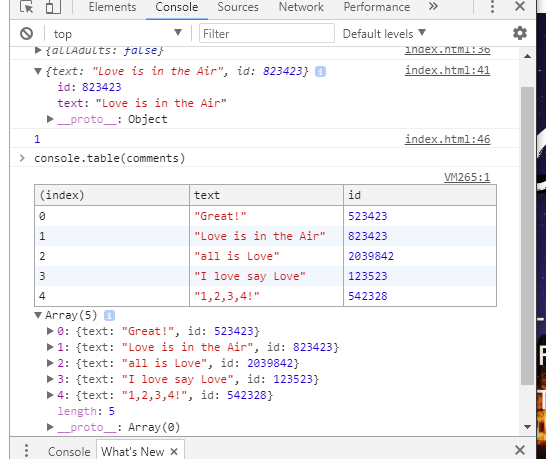 Elements Console Sources Network Performance Memory
top Filter Default levels
{allAdults: false} index.html:36
{text: "Love is in the Air", id: 823423} index.html:41
id: 823423
text: "Love is in the Air"
__proto__: Object
1 index.html:46
console.table(comments)
VM265:1
(index) text id
0 "Great!" 523423
1 "Love is in the Air" 823423
2 "all is Love" 2039842
3 "I love say Love" 123523
4 "1,2,3,4!" 542328
Array(5)
0: {text: "Great!", id: 523423}
1: {text: "Love is in the Air", id: 823423}
2: {text: "all is Love", id: 2039842}
3: {text: "I love say Love", id: 123523}
4: {text: "1,2,3,4!", id: 542328}
length: 5
__proto__: Array(0)
Console What's New